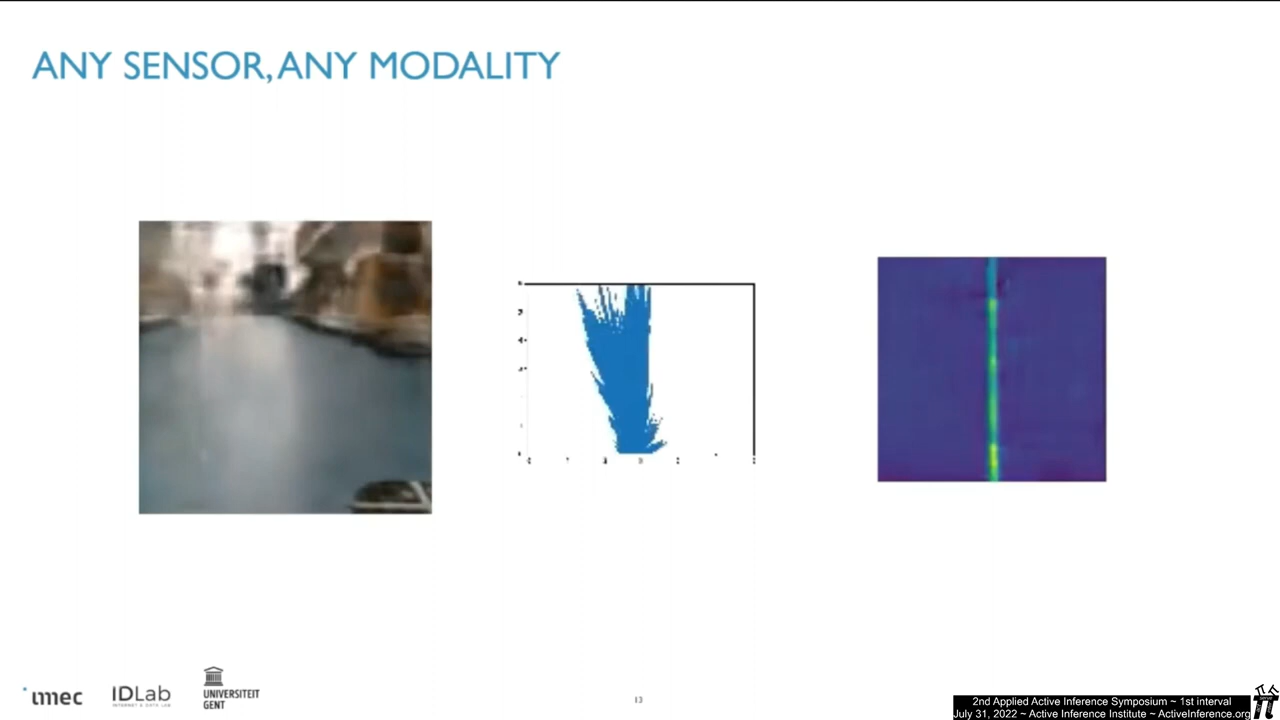 ANY SENSOR, ANY MODALITY
imec
IDLab
INTERNET & DATA LAB
UNIVERSITEIT
GENT
13
2nd Applied Active Inference Symposium ~ 1st interval
July 31, 2022 ~ Active Inference Institute ~ ActiveInference.org